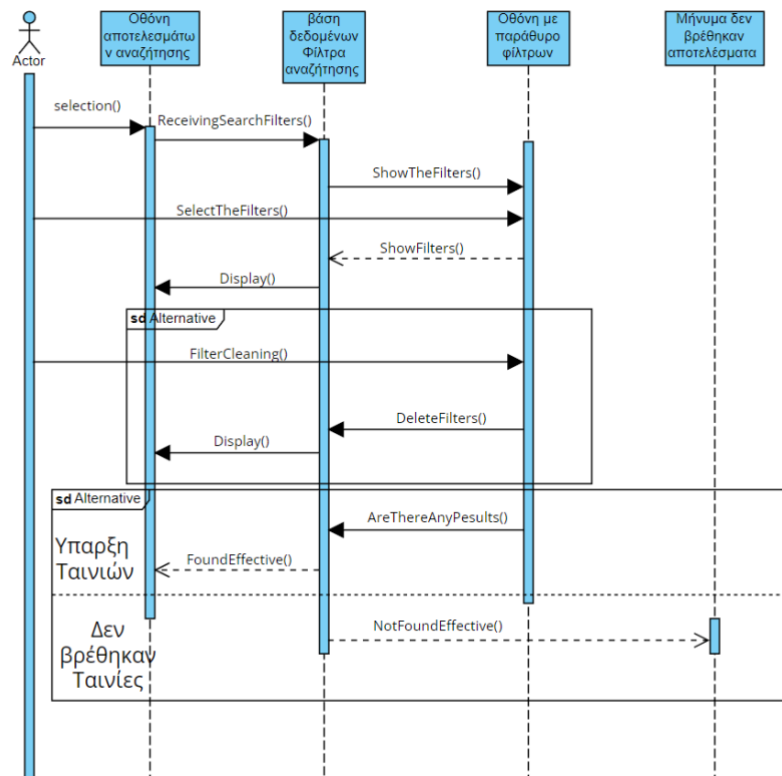 Actor
Οθόνη
αποτελεσμάτω
ν αναζήτησης
βάση
δεδομένων
Φίλτρα
αναζήτησης
Οθόνη με
παράθυρο
φίλτρων
Μήνυμα δεν
βρέθηκαν
αποτελέσματα
selection()
ReceivingSearchFilters()
ShowTheFilters()
SelectTheFilters()
ShowFilters()
Display()
sd Alternative
FilterCleaning()
DeleteFilters()
Display()
sd Alternative
AreThereAnyPesults()
Υπαρξη
Ταινιών
FoundEffective()
NotFoundEffective()
Δεν
βρέθηκαν
Ταινίες